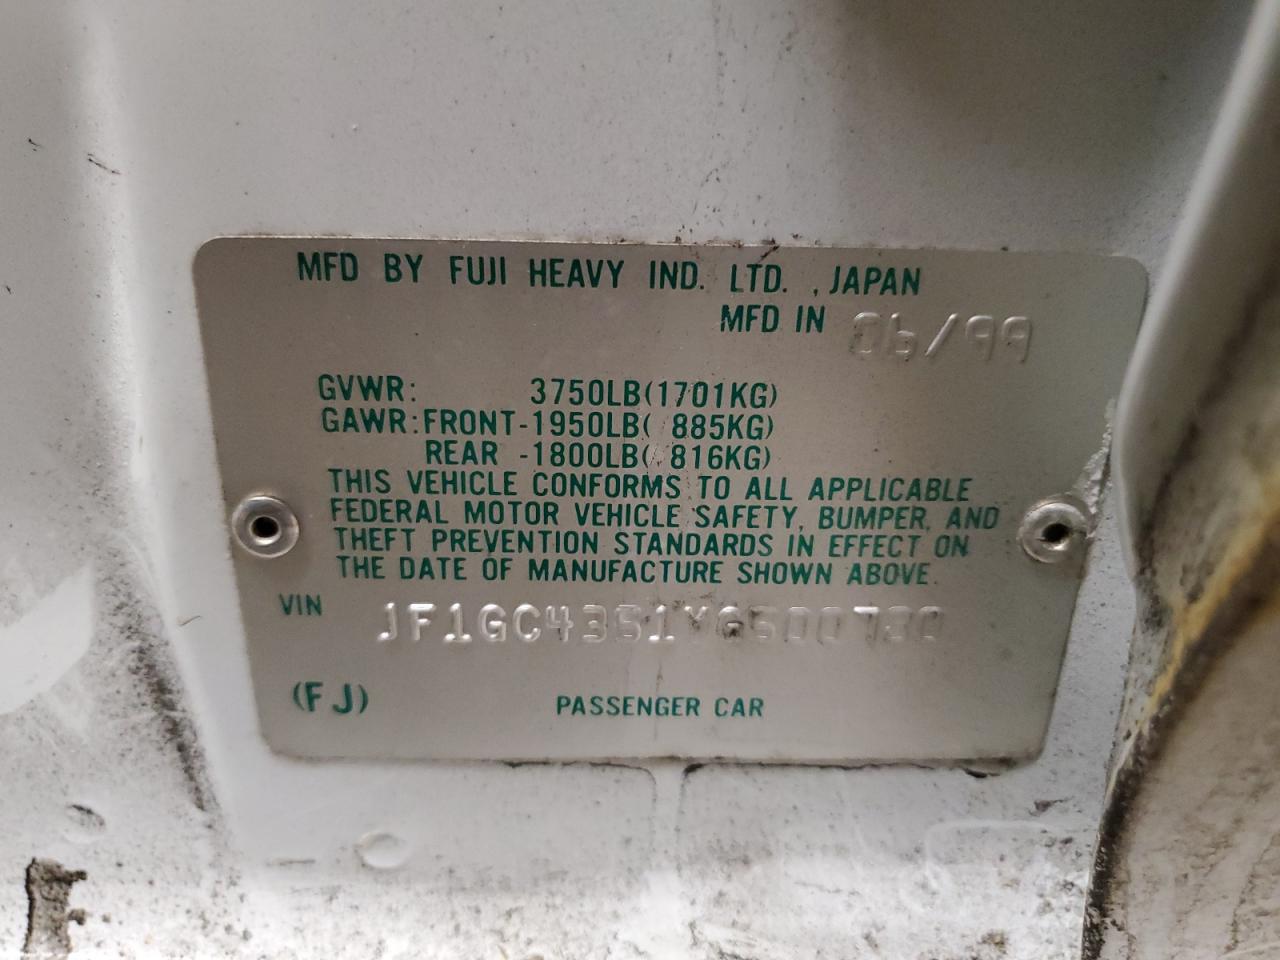 MFD BY FUJI HEAVY IND. LTD. , JAPAN
MFD IN 06/99
GVWR: 3750LB(1701KG)
GAWR:FRONT-1950LB( 885KG)
REAR -1800LB( 816KG)
THIS VEHICLE CONFORMS TO ALL APPLICABLE
FEDERAL MOTOR VEHICLE SAFETY, BUMPER, AND
THEFT PREVENTION STANDARDS IN EFFECT ON
THE DATE OF MANUFACTURE SHOWN ABOVE.
VIN JF1GC4351YG500780
(FJ) PASSENGER CAR